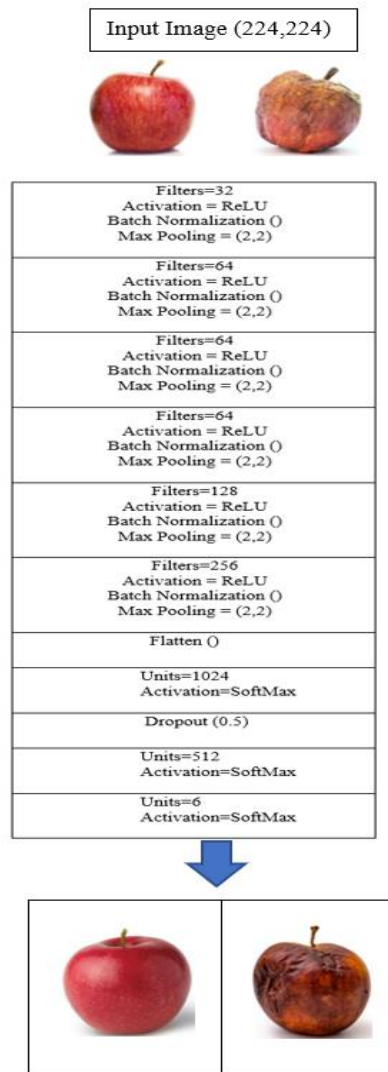 Input Image (224,224)
Filters=32
Activation = ReLU
Batch Normalization ()
Max Pooling = (2,2)
Filters=64
Activation = ReLU
Batch Normalization ()
Max Pooling = (2,2)
Filters=64
Activation = ReLU
Batch Normalization ()
Max Pooling = (2,2)
Filters=64
Activation = ReLU
Batch Normalization ()
Max Pooling = (2,2)
Filters=128
Activation = ReLU
Batch Normalization ()
Max Pooling = (2,2)
Filters=256
Activation = ReLU
Batch Normalization ()
Max Pooling = (2,2)
Flatten ()
Units=1024
Activation=SoftMax
Dropout (0.5)
Units=512
Activation=SoftMax
Units=6
Activation=SoftMax